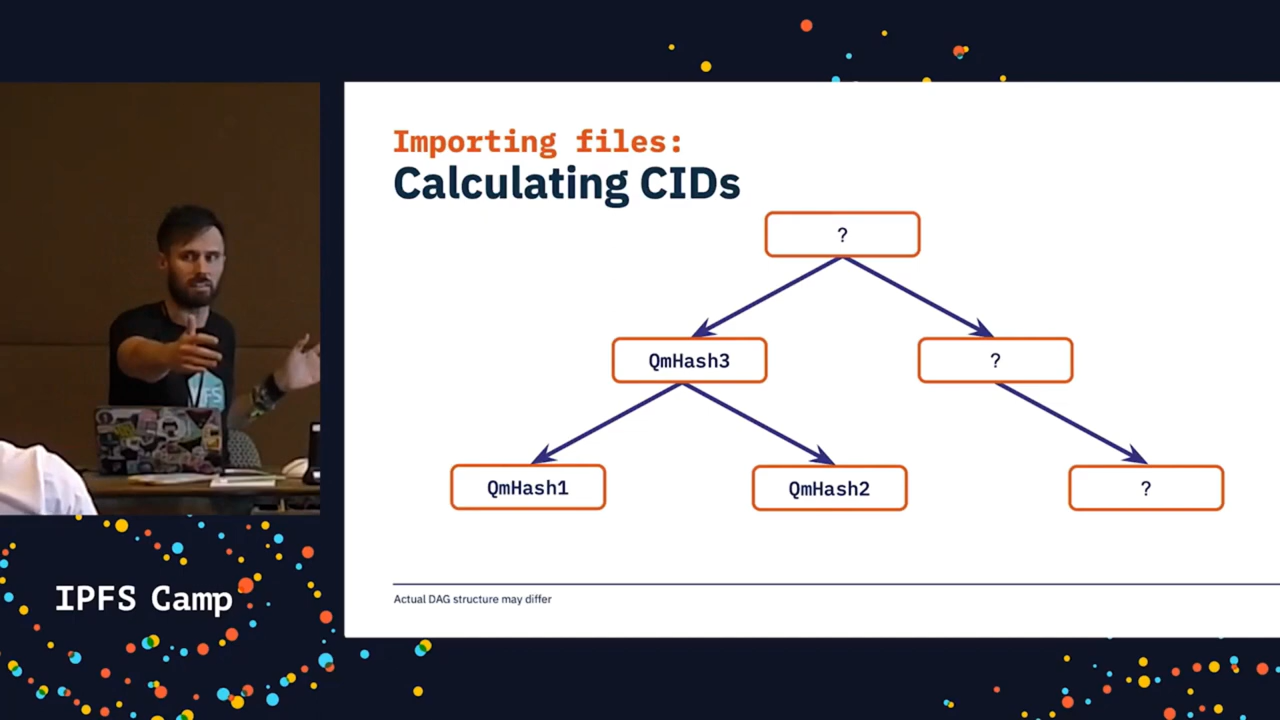 Importing files:
Calculating CIDs
?
QmHash3
?
QmHash1
QmHash2
?
Actual DAG structure may differ
IPFS Camp